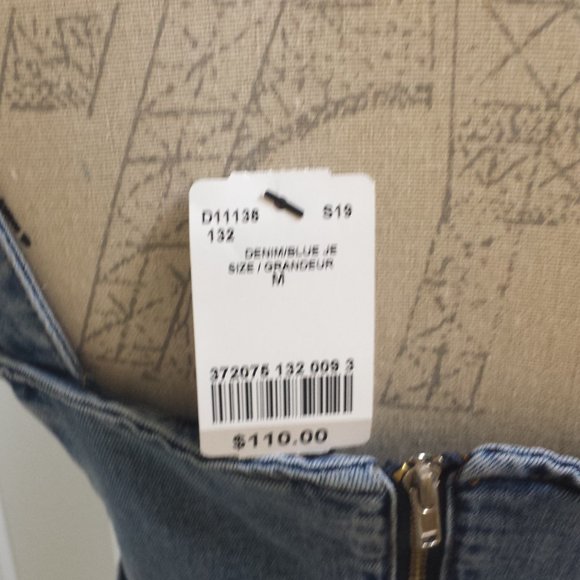 D11138 S19
132
DENIM/BLUE JE
SIZE / GRANDEUR
M
372075 132 009 3
$110.00